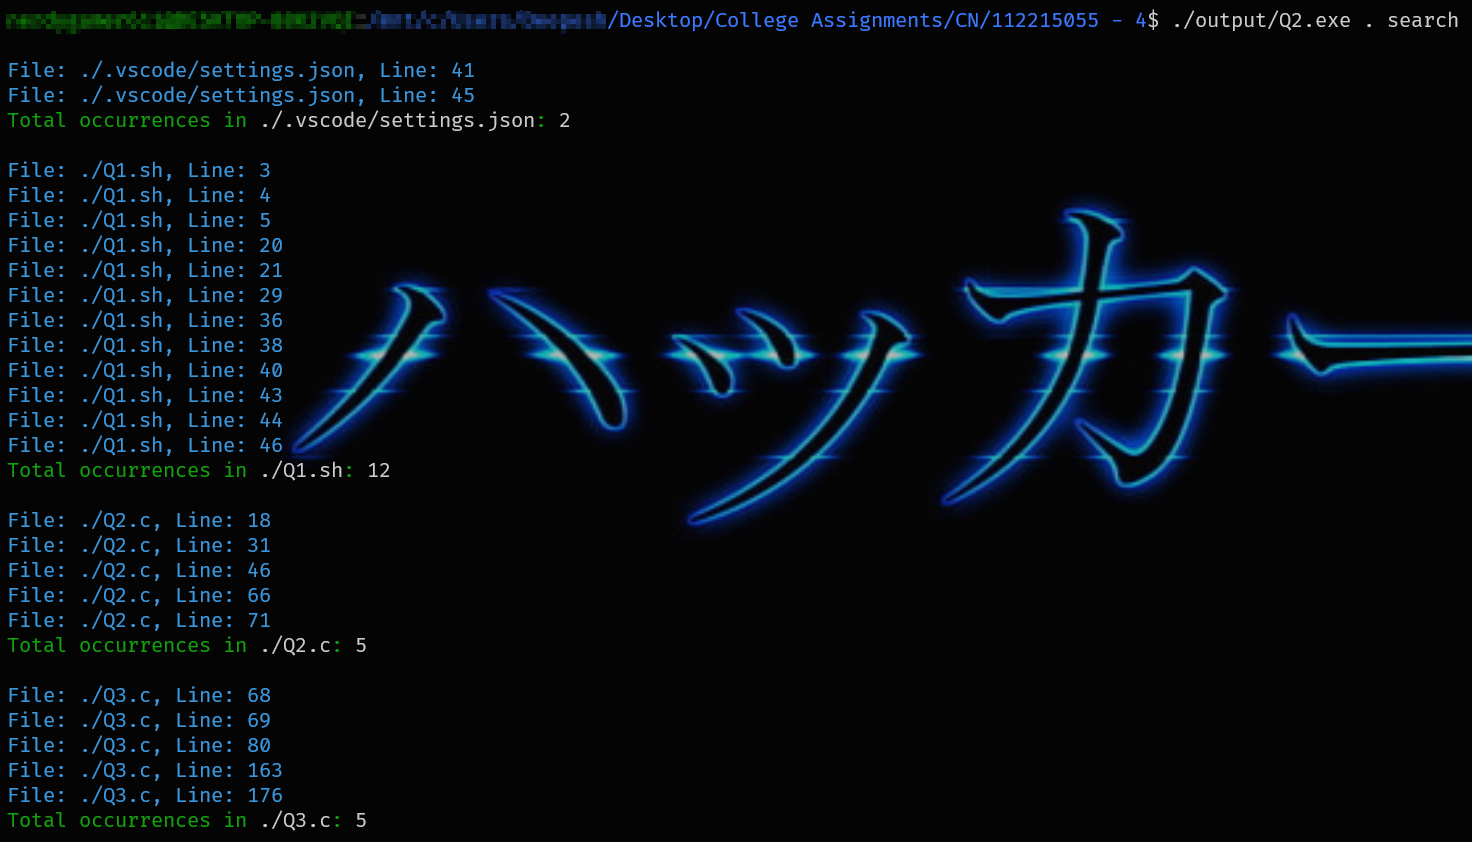 /Desktop/College Assignments/CN/112215055 - 4$ ./output/Q2.exe . search
File: ./.vscode/settings.json, Line: 41
File: ./.vscode/settings.json, Line: 45
Total occurrences in ./.vscode/settings.json: 2
File: ./Q1.sh, Line: 3
File: ./Q1.sh, Line: 4
File: ./Q1.sh, Line: 5
File: ./Q1.sh, Line: 20
File: ./Q1.sh, Line: 21
File: ./Q1.sh, Line: 29
File: ./Q1.sh, Line: 36
File: ./Q1.sh, Line: 38
File: ./Q1.sh, Line: 40
File: ./Q1.sh, Line: 43
File: ./Q1.sh, Line: 44
File: ./Q1.sh, Line: 46
Total occurrences in ./Q1.sh: 12
File: ./Q2.c, Line: 18
File: ./Q2.c, Line: 31
File: ./Q2.c, Line: 46
File: ./Q2.c, Line: 66
File: ./Q2.c, Line: 71
Total occurrences in ./Q2.c: 5
File: ./Q3.c, Line: 68
File: ./Q3.c, Line: 69
File: ./Q3.c, Line: 80
File: ./Q3.c, Line: 163
File: ./Q3.c, Line: 176
Total occurrences in ./Q3.c: 5
ハッカー